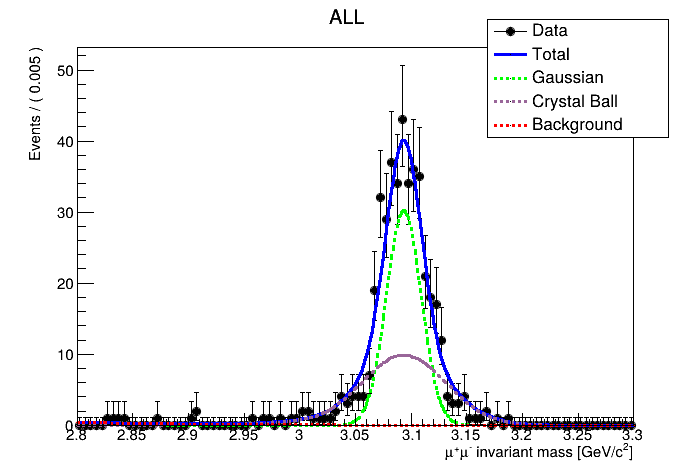 ALL
Data
Total
Gaussian
Crystal Ball
Background
Events / ( 0.005 )
50
40
30
20
10
0
2.8 2.85 2.9 2.95 3 3.05 3.1 3.15 3.2 3.25 3.3
μ⁺μ⁻ invariant mass [GeV/c²]